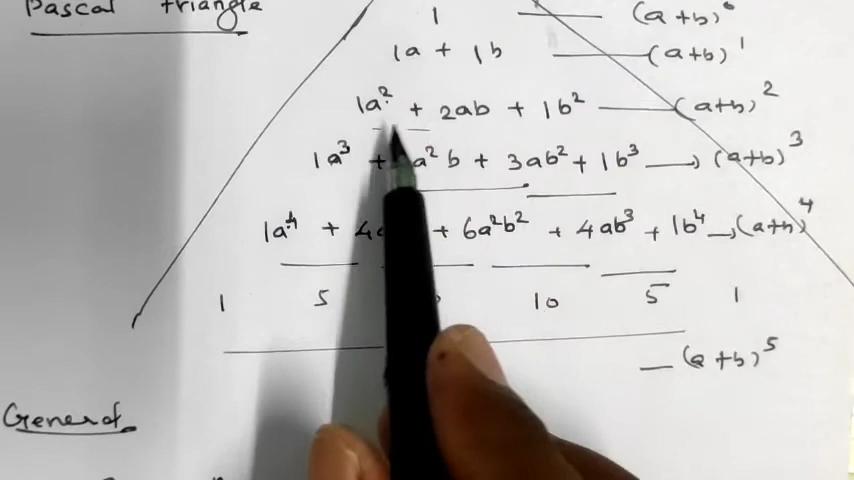 Pascal triangle
1 — (a+b)⁰
1a + 1b — (a+b)¹
1a² + 2ab + 1b² — (a+b)²
1a³ + a²b + 3ab² + 1b³ → (a+b)³
1a⁴ + 4a + 6a²b² + 4ab³ + 1b⁴ → (a+b)⁴
1 5 10 5 1
— (a+b)⁵
General